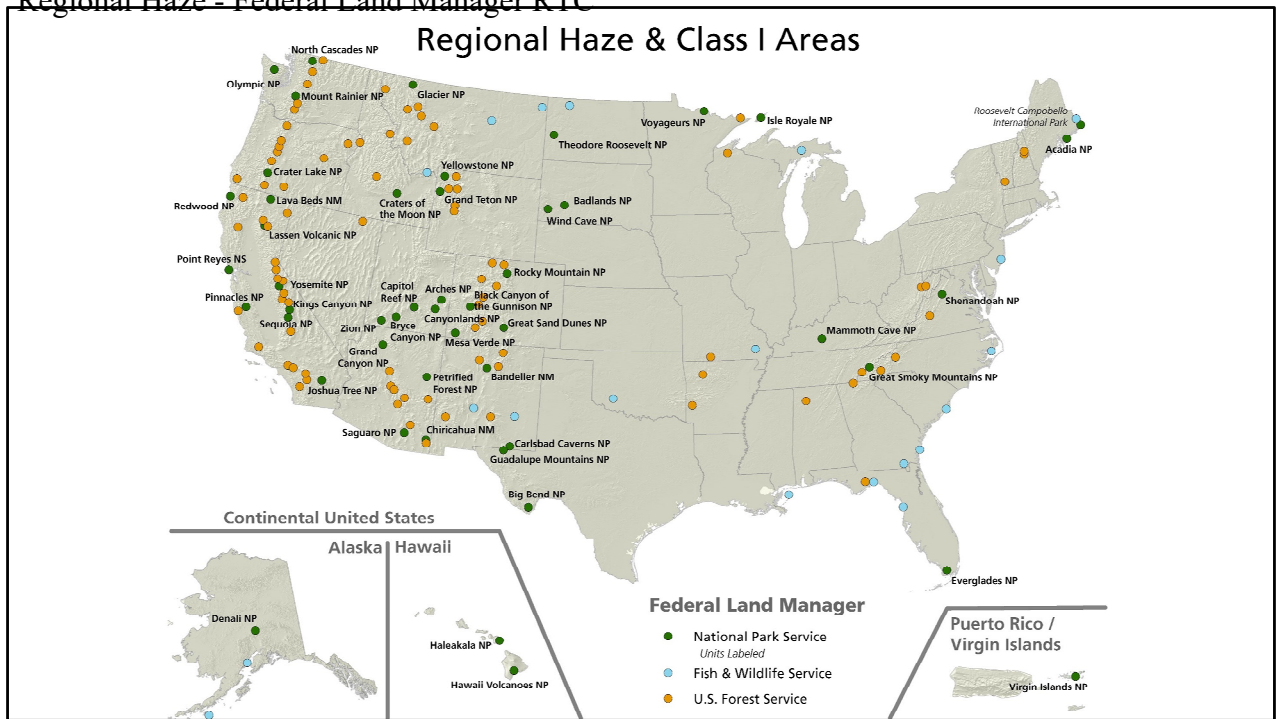 Regional Haze - Federal Land Manager RTC
Regional Haze & Class I Areas
North Cascades NP
Olympic NP
Mount Rainier NP
Glacier NP
Voyageurs NP
Isle Royale NP
Roosevelt Campobello
International Park
Acadia NP
Theodore Roosevelt NP
Crater Lake NP
Yellowstone NP
Redwood NP
Lava Beds NM
Craters of
the Moon NP
Grand Teton NP
Badlands NP
Wind Cave NP
Lassen Volcanic NP
Point Reyes NS
Rocky Mountain NP
Yosemite NP
Capitol
Reef NP
Arches NP
Black Canyon of
the Gunnison NP
Pinnacles NP
Kings Canyon NP
Shenandoah NP
Sequoia NP
Zion NP
Bryce
Canyon NP
Canyonlands NP
Great Sand Dunes NP
Mammoth Cave NP
Mesa Verde NP
Grand
Canyon NP
Joshua Tree NP
Petrified
Forest NP
Bandelier NM
Great Smoky Mountains NP
Saguaro NP
Chiricahua NM
Carlsbad Caverns NP
Guadalupe Mountains NP
Big Bend NP
Everglades NP
Continental United States
Alaska
Hawaii
Denali NP
Haleakala NP
Hawaii Volcanoes NP
Federal Land Manager
National Park Service
Units Labeled
Fish & Wildlife Service
U.S. Forest Service
Puerto Rico /
Virgin Islands
Virgin Islands NP